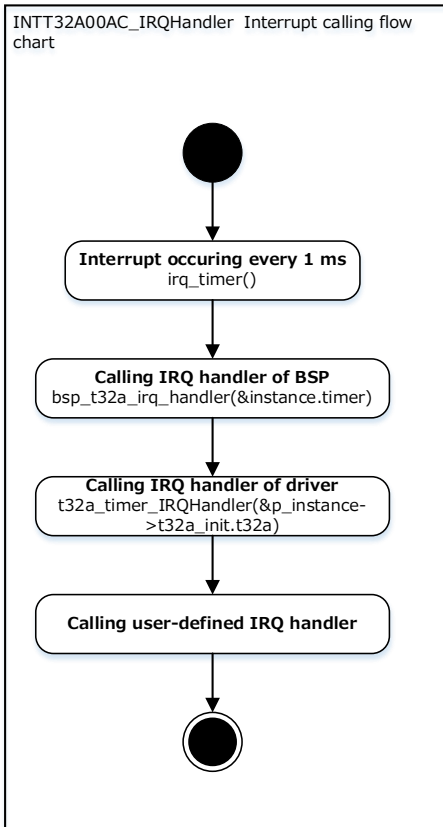 INTT32A00AC_IRQHandler  Interrupt calling flow
chart
Interrupt occuring every 1 ms
irq_timer()
Calling IRQ handler of BSP
bsp_t32a_irq_handler(&instance.timer)
Calling IRQ handler of driver
t32a_timer_IRQHandler(&p_instance-
>t32a_init.t32a)
Calling user-defined IRQ handler